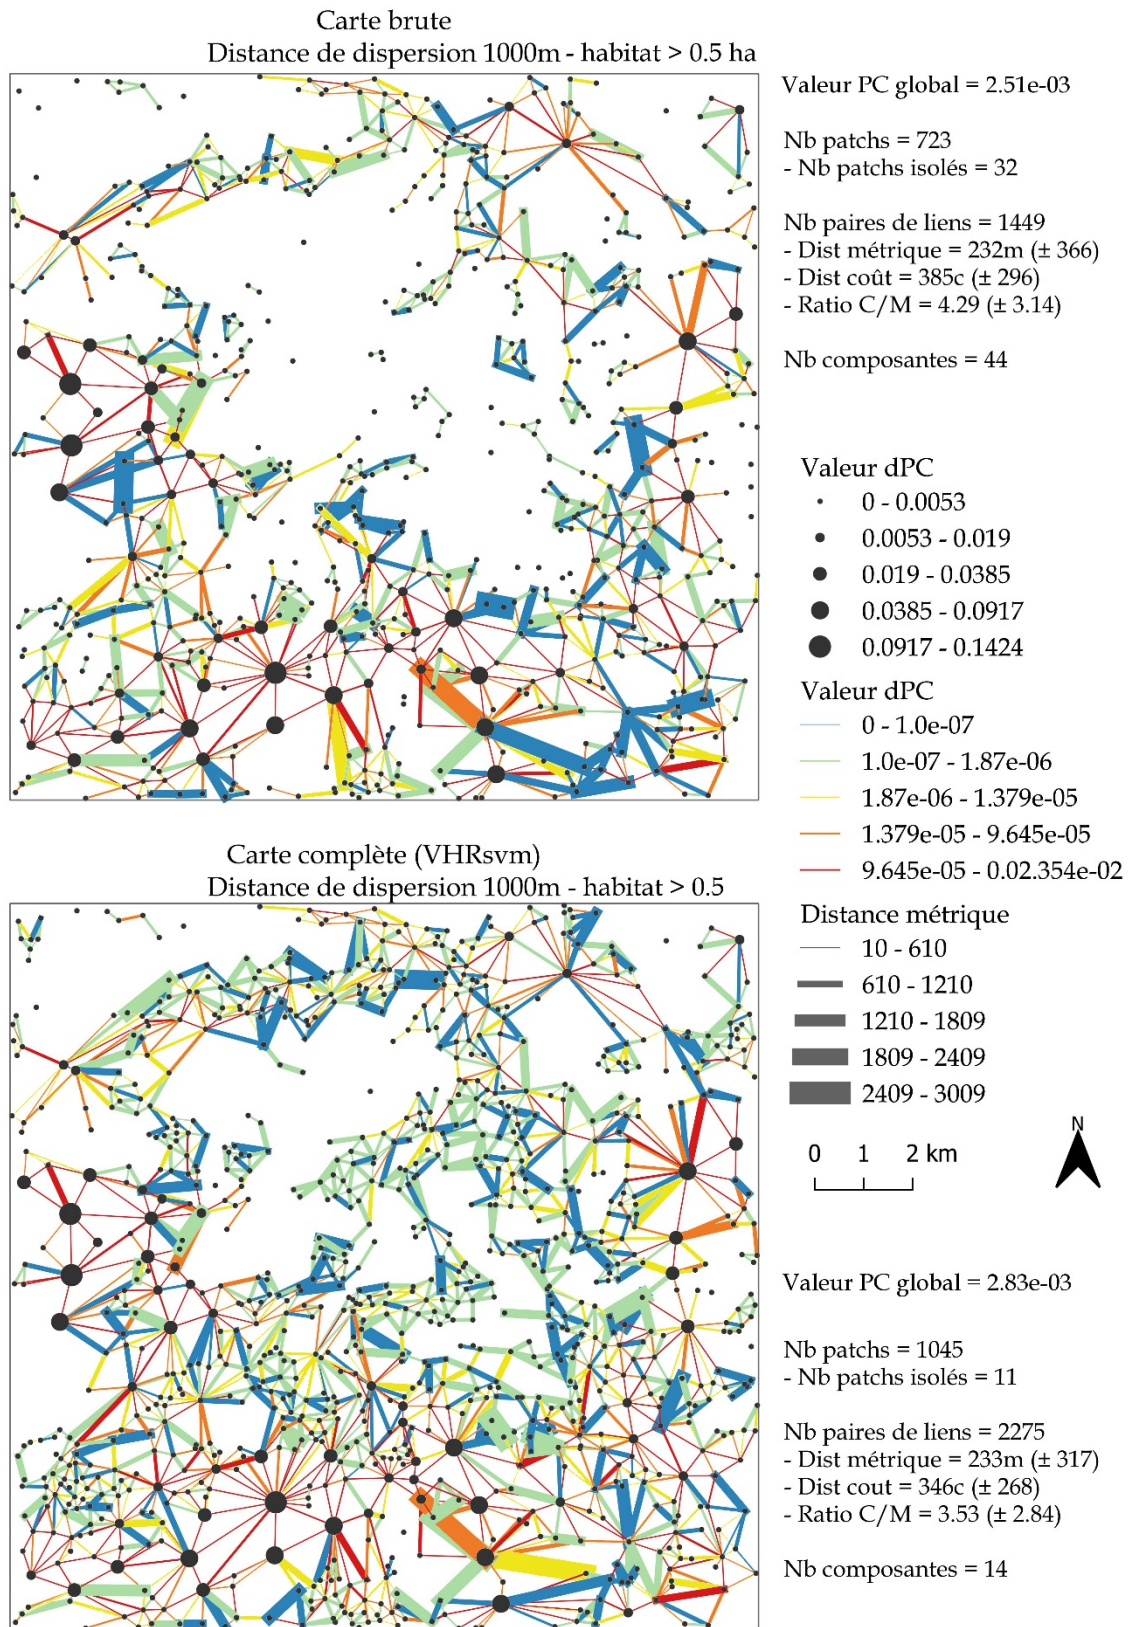 Carte brute
Distance de dispersion 1000m - habitat > 0.5 ha
Valeur PC global = 2.51e-03
Nb patchs = 723
- Nb patchs isolés = 32
Nb paires de liens = 1449
- Dist métrique = 232m (± 366)
- Dist coût = 385c (± 296)
- Ratio C/M = 4.29 (± 3.14)
Nb composantes = 44
Valeur dPC
0 - 0.0053
0.0053 - 0.019
0.019 - 0.0385
0.0385 - 0.0917
0.0917 - 0.1424
Valeur dPC
0 - 1.0e-07
1.0e-07 - 1.87e-06
1.87e-06 - 1.379e-05
1.379e-05 - 9.645e-05
9.645e-05 - 0.02.354e-02
Carte complète (VHRsvm)
Distance de dispersion 1000m - habitat > 0.5
Distance métrique
10 - 610
610 - 1210
1210 - 1809
1809 - 2409
2409 - 3009
N
0 1 2 km
Valeur PC global = 2.83e-03
Nb patchs = 1045
- Nb patchs isolés = 11
Nb paires de liens = 2275
- Dist métrique = 233m (± 317)
- Dist cout = 346c (± 268)
- Ratio C/M = 3.53 (± 2.84)
Nb composantes = 14